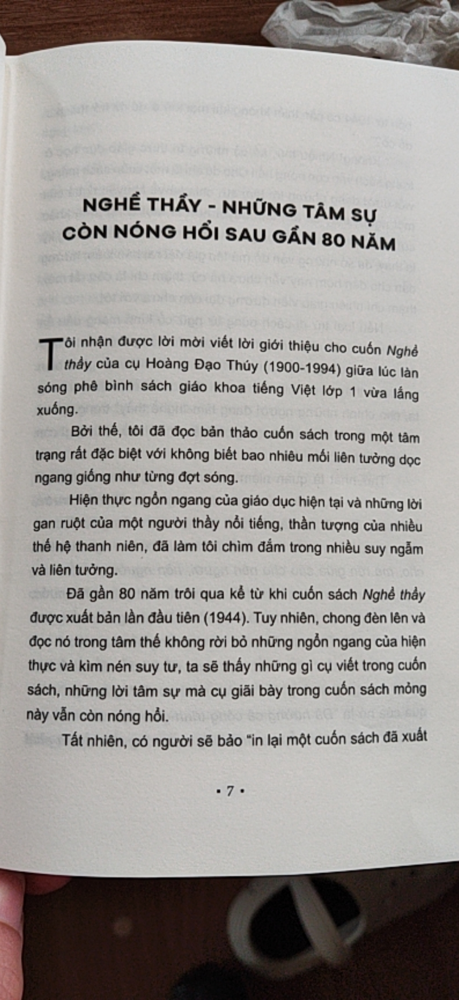 NGHỀ THẦY - NHỮNG TÂM SỰ
CÒN NÓNG HỔI SAU GẦN 80 NĂM
Tôi nhận được lời mời viết lời giới thiệu cho cuốn Nghề
thầy của cụ Hoàng Đạo Thúy (1900-1994) giữa lúc làn
sóng phê bình sách giáo khoa tiếng Việt lớp 1 vừa lắng
xuống.
Bởi thế, tôi đã đọc bản thảo cuốn sách trong một tâm
trạng rất đặc biệt với không biết bao nhiêu mối liên tưởng dọc
ngang giống như từng đợt sóng.
Hiện thực ngổn ngang của giáo dục hiện tại và những lời
gan ruột của một người thầy nổi tiếng, thần tượng của nhiều
thế hệ thanh niên, đã làm tôi chìm đắm trong nhiều suy ngẫm
và liên tưởng.
Đã gần 80 năm trôi qua kể từ khi cuốn sách Nghề thầy
được xuất bản lần đầu tiên (1944). Tuy nhiên, chong đèn lên và
đọc nó trong tâm thế không rời bỏ những ngổn ngang của hiện
thực và kìm nén suy tư, ta sẽ thấy những gì cụ viết trong cuốn
sách, những lời tâm sự mà cụ giãi bày trong cuốn sách mỏng
này vẫn còn nóng hổi.
Tất nhiên, có người sẽ bảo “in lại một cuốn sách đã xuất
▪ 7 ▪